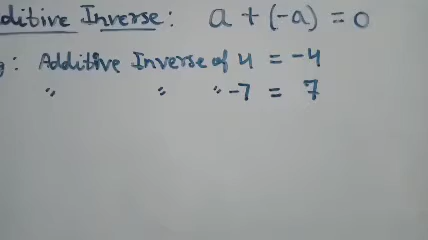 ditive Inverse: a + (-a) = 0
g: Additive Inverse of 4 = -4
" " " -7 = 7